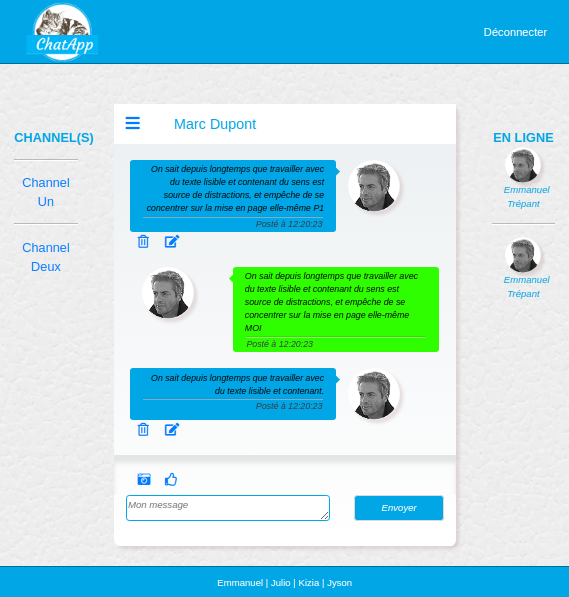 ChatApp
Déconnecter
CHANNEL(S)
Channel
Un
Channel
Deux
Marc Dupont
On sait depuis longtemps que travailler avec
du texte lisible et contenant du sens est
source de distractions, et empêche de se
concentrer sur la mise en page elle-même P1
Posté à 12:20:23
On sait depuis longtemps que travailler avec
du texte lisible et contenant du sens est
source de distractions, et empêche de se
concentrer sur la mise en page elle-même
MOI
Posté à 12:20:23
On sait depuis longtemps que travailler avec
du texte lisible et contenant.
Posté à 12:20:23
Mon message
Envoyer
EN LIGNE
Emmanuel
Trépant
Emmanuel
Trépant
Emmanuel | Julio | Kizia | Jyson